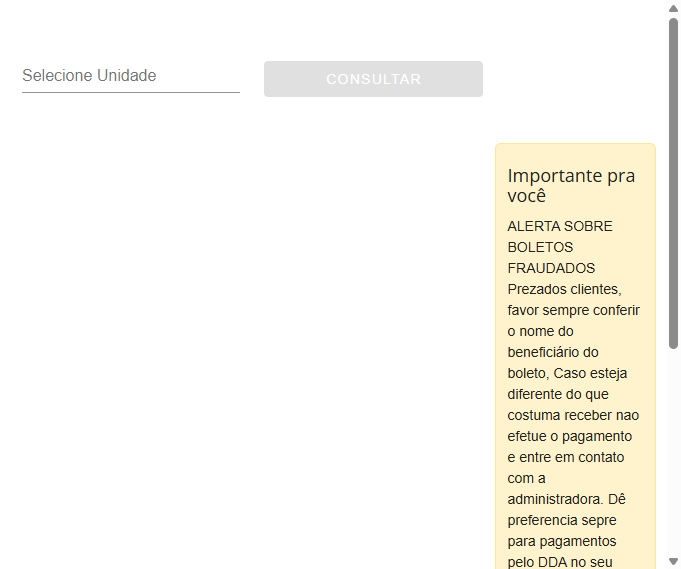 Selecione Unidade
CONSULTAR
Importante pra
você
ALERTA SOBRE
BOLETOS
FRAUDADOS
Prezados clientes,
favor sempre conferir
o nome do
beneficiário do
boleto, Caso esteja
diferente do que
costuma receber nao
efetue o pagamento
e entre em contato
com a
administradora. Dê
preferencia sepre
para pagamentos
pelo DDA no seu